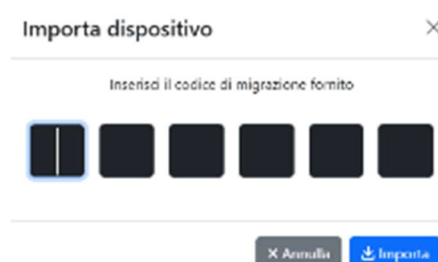 Importa dispositivo
Inserisci il codice di migrazione fornito
Annulla
Importa